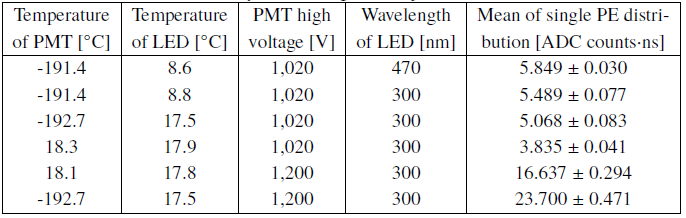 Temperature of PMT [°C] Temperature of LED [°C] PMT high voltage [V] Wavelength of LED [nm] Mean of single PE distri-bution [ADC counts·ns]
-191.4 8.6 1,020 470 5.849 ± 0.030
-191.4 8.8 1,020 300 5.489 ± 0.077
-192.7 17.5 1,020 300 5.068 ± 0.083
18.3 17.9 1,020 300 3.835 ± 0.041
18.1 17.8 1,200 300 16.637 ± 0.294
-192.7 17.5 1,200 300 23.700 ± 0.471